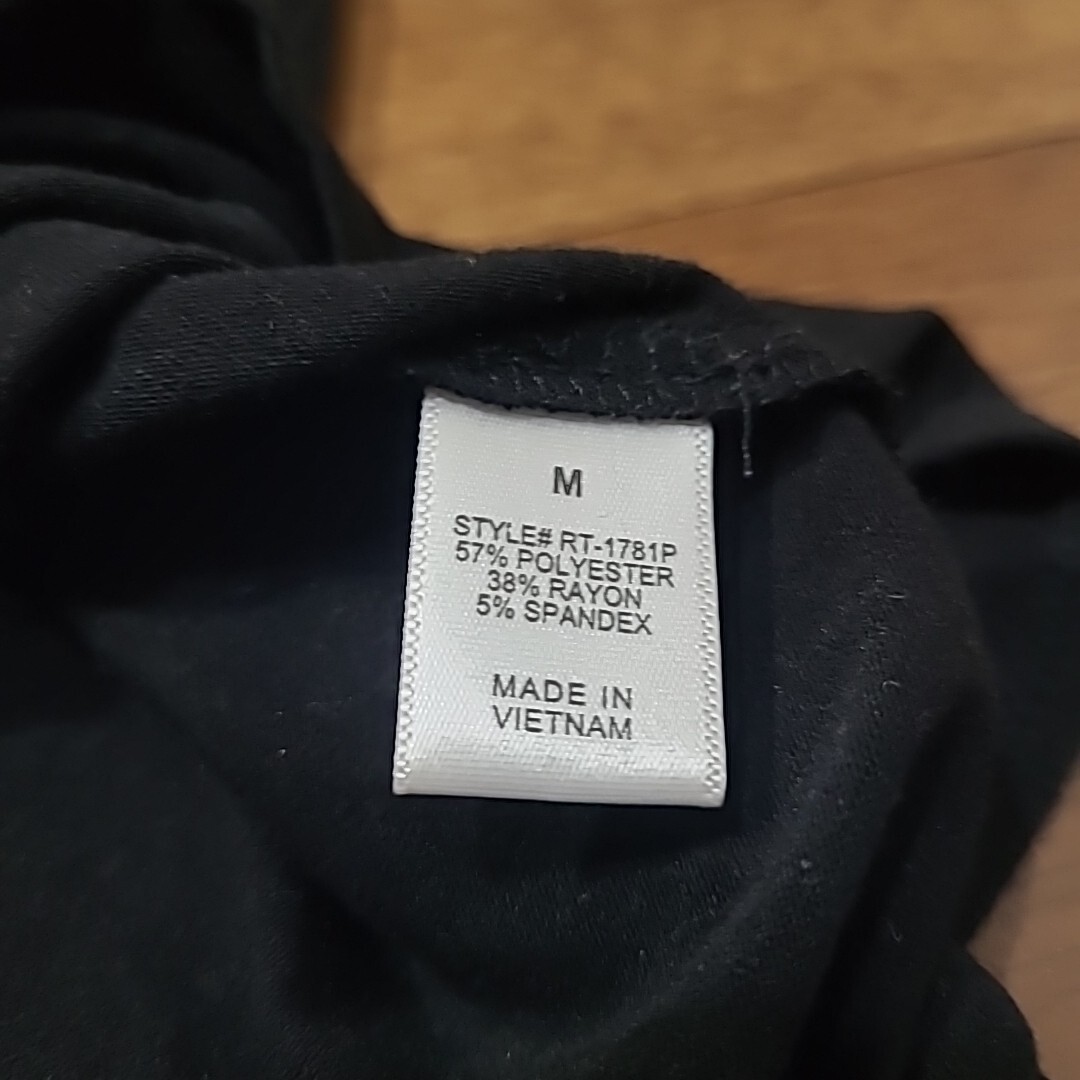 M
STYLE# RT-1781P
57% POLYESTER
38% RAYON
5% SPANDEX
MADE IN
VIETNAM